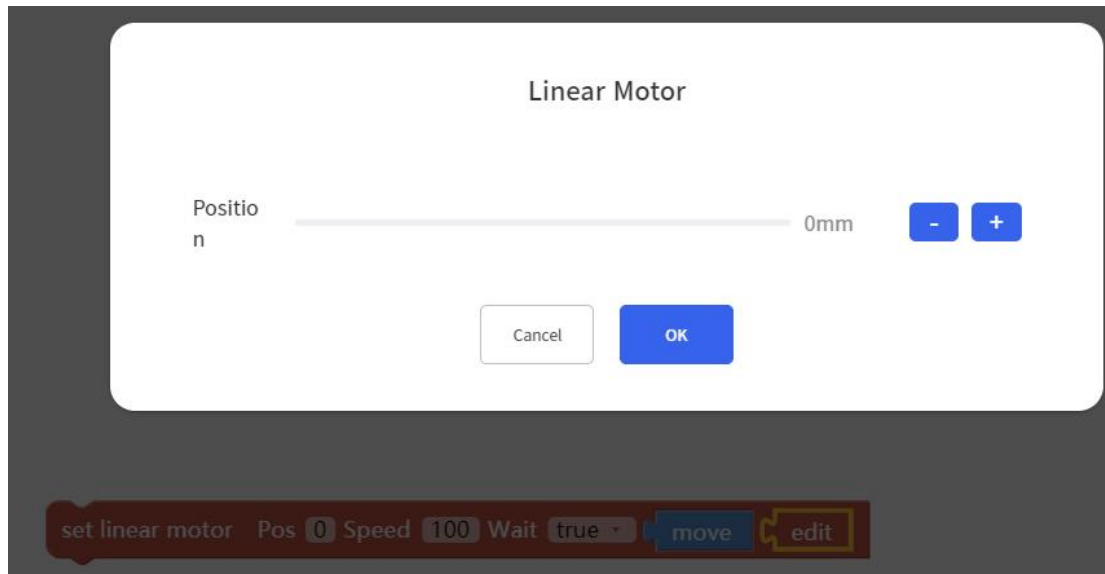 Linear Motor
Positio
n
0mm
-
+
Cancel
OK
set linear motor Pos 0 Speed 100 Wait true move edit